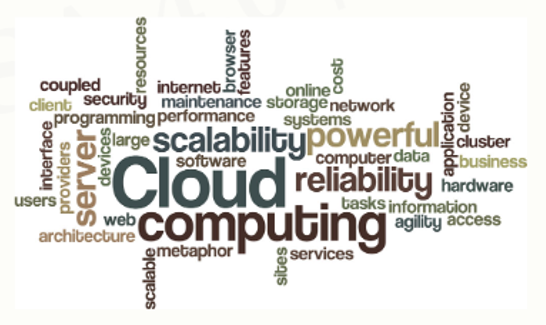 resources
browser
features
cost
coupled
internet
online
device
client
security
maintenance
storage
network
programming
performance
systems
application
interface
providers
server
devices
large
scalability
powerful
cluster
software
computer
data
business
Cloud
reliability
hardware
users
web
computing
tasks
information
agility
access
architecture
metaphor
scalable
sites
services